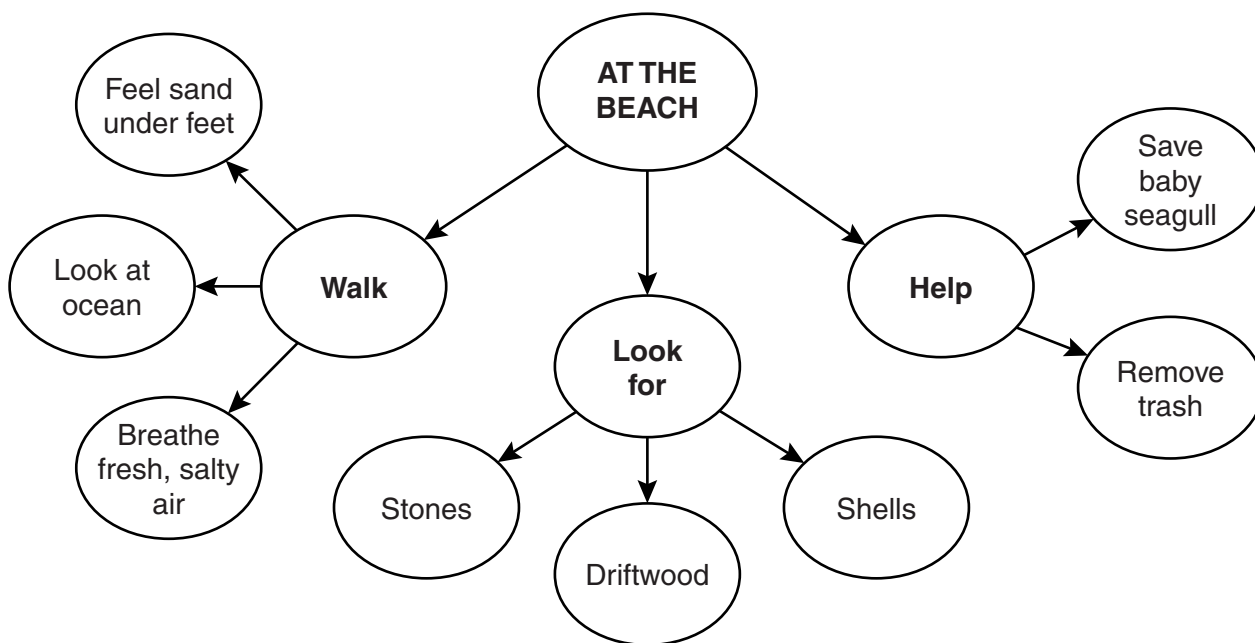 AT THE
BEACH
Feel sand
under feet
Look at
ocean
Breathe
fresh, salty
air
Walk
Look
for
Stones
Driftwood
Shells
Help
Save
baby
seagull
Remove
trash